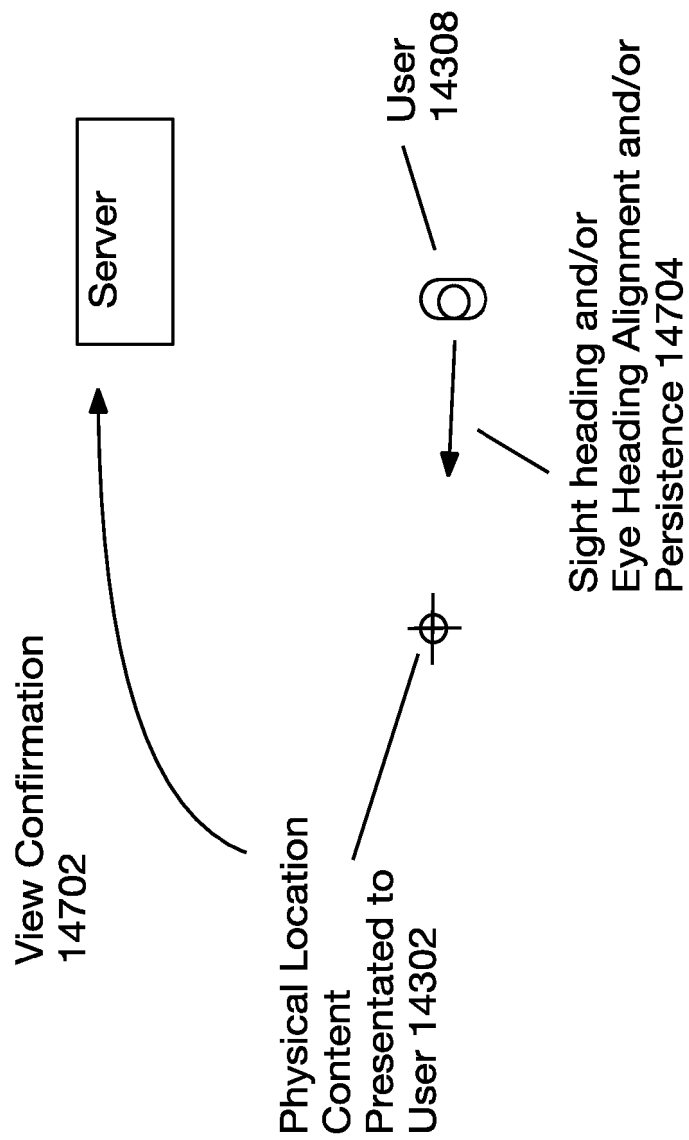 View Confirmation
14702
Server
Physical Location
Content
Presentated to
User 14302
User
14308
Sight heading and/or
Eye Heading Alignment and/or
Persistence 14704